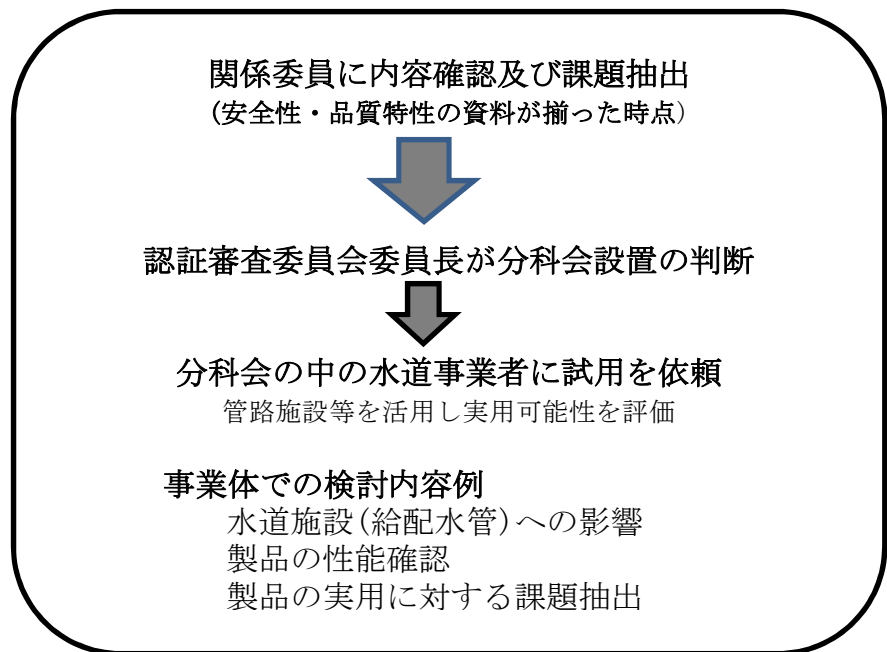 関係委員に内容確認及び課題抽出
(安全性・品質特性の資料が揃った時点)
認証審査委員会委員長が分科会設置の判断
分科会の中の水道事業者に試用を依頼
管路施設等を活用し実用可能性を評価
事業体での検討内容例
水道施設(給配水管)への影響
製品の性能確認
製品の実用に対する課題抽出